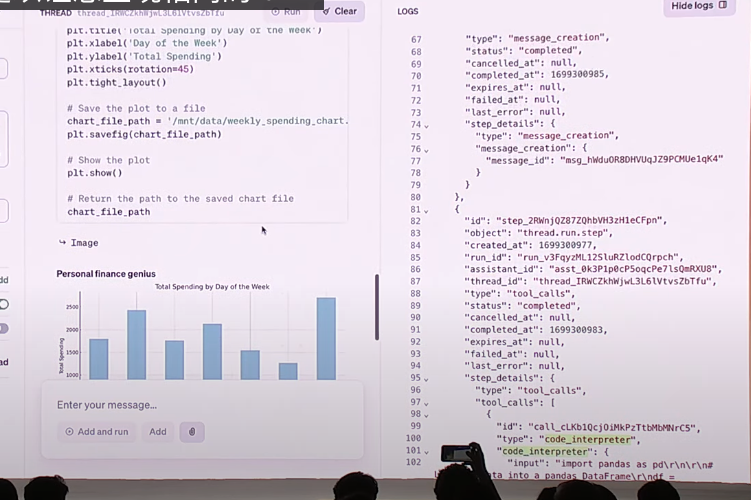 THREAD
Run
Clear
plt.title('Total Spending by Day of the Week')
plt.xlabel('Day of the Week')
plt.ylabel('Total Spending')
plt.xticks(rotation=45)
plt.tight_layout()
# Save the plot to a file
chart_file_path = '/mnt/data/weekly_spending_chart.
plt.savefig(chart_file_path)
# Show the plot
plt.show()
# Return the path to the saved chart file
chart_file_path
Image
Personal finance genius
Total Spending by Day of the Week
Total Spending
2500
2000
1500
1000
Enter your message...
Add and run
Add
LOGS
Hide logs
67 "type": "message_creation",
68 "status": "completed",
69 "cancelled_at": null,
70 "completed_at": 1699300985,
71 "expires_at": null,
72 "failed_at": null,
73 "last_error": null,
74 "step_details": {
75 "type": "message_creation",
76 "message_creation": {
77 "message_id": "msg_hWduOR8DHVUqJZ9PCMUe1qK4"
78 }
79 }
80 },
81 {
82 "id": "step_2RWnjQZ87ZQhbVH3zH1eCFpn",
83 "object": "thread.run.step",
84 "created_at": 1699300977,
85 "run_id": "run_v3FqyzML12SluRZlodCQrpch",
86 "assistant_id": "asst_0k3P1p0cP5oqcPe7lsQmRXU8",
87 "thread_id": "thread_IRWCZkhWjwL3L6lVtvsZbTfu",
88 "type": "tool_calls",
89 "status": "completed",
90 "cancelled_at": null,
91 "completed_at": 1699300983,
92 "expires_at": null,
93 "failed_at": null,
94 "last_error": null,
95 "step_details": {
96 "type": "tool_calls",
97 "tool_calls": [
98 {
99 "id": "call_cLKb1QcjOiMkPzTtbMbMNrC5",
100 "type": "code_interpreter",
101 "code_interpreter": {
102 "input": "import pandas as pd\r\n\r\n#
into a pandas DataFrame\r\ndf =